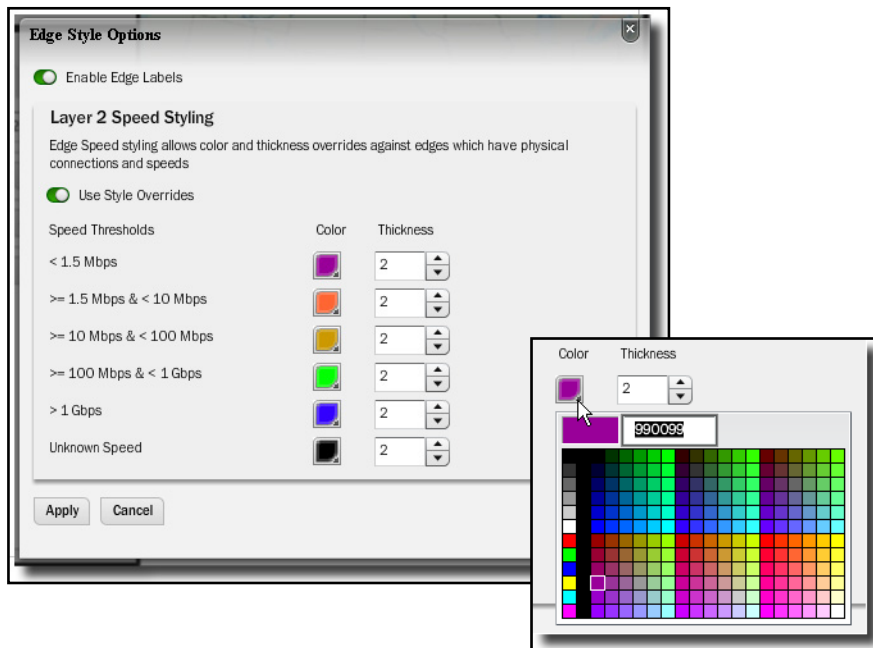 Edge Style Options
Enable Edge Labels
Layer 2 Speed Styling
Edge Speed styling allows color and thickness overrides against edges which have physical
connections and speeds
Use Style Overrides
Speed Thresholds Color Thickness
< 1.5 Mbps 2
>= 1.5 Mbps & < 10 Mbps 2
>= 10 Mbps & < 100 Mbps 2
>= 100 Mbps & < 1 Gbps 2
> 1 Gbps 2
Unknown Speed 2
Apply Cancel
Color Thickness
2
990099